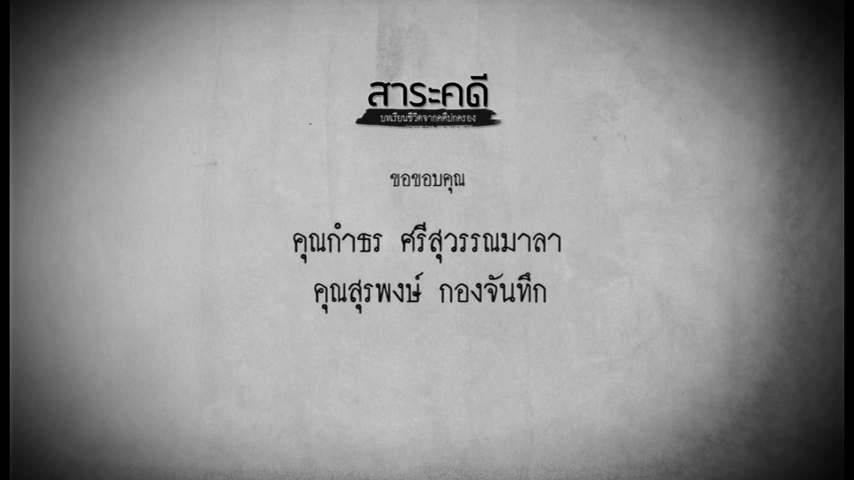 สาระคดี
บทเรียนชีวิตจากคดีปกครอง
ขอขอบคุณ
คุณกำธร ศรีสุวรรณมาลา
คุณสุรพงษ์ กองจันทึก